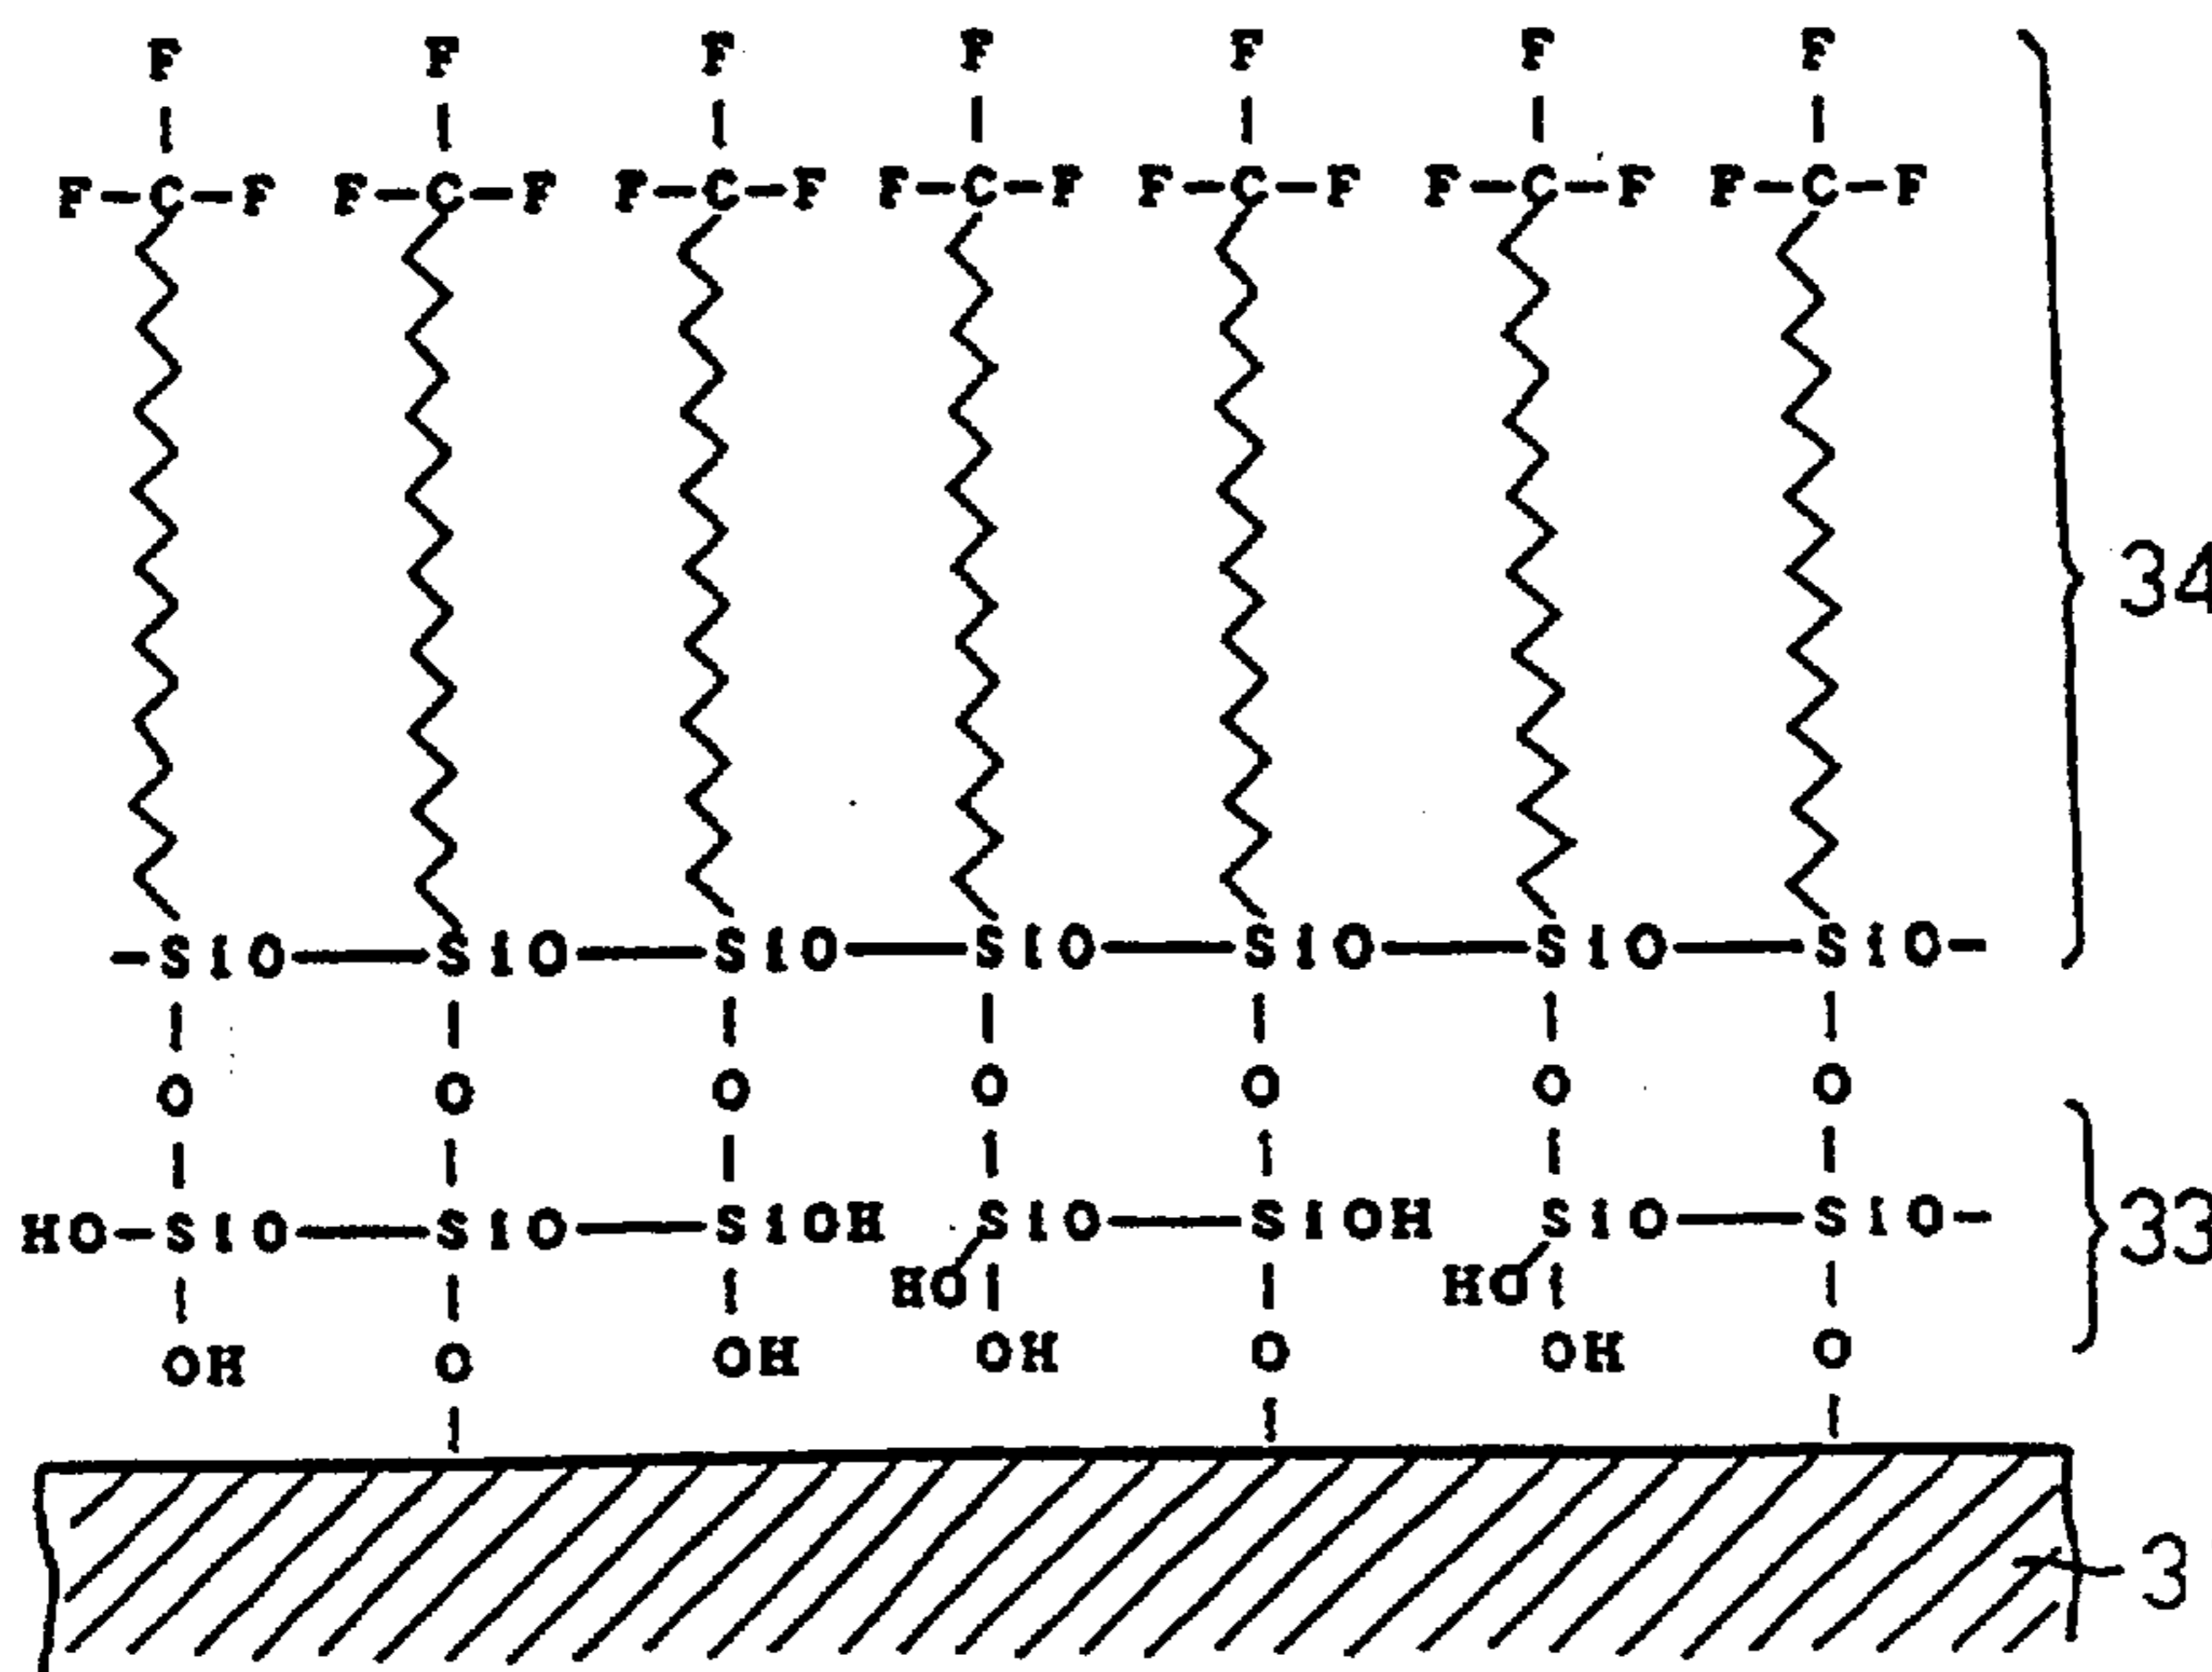 F F F F F F F
F-C-F F-C-F F-C-F F-C-F F-C-F F-C-F F-C-F
34
-SiO—SiO—SiO—SiO—SiO—SiO—SiO-
O O O O O O O
HO-SiO—SiO—SiOH SiO—SiOH SiO—SiO- 33
HO HO
OH O OH OH O OH O